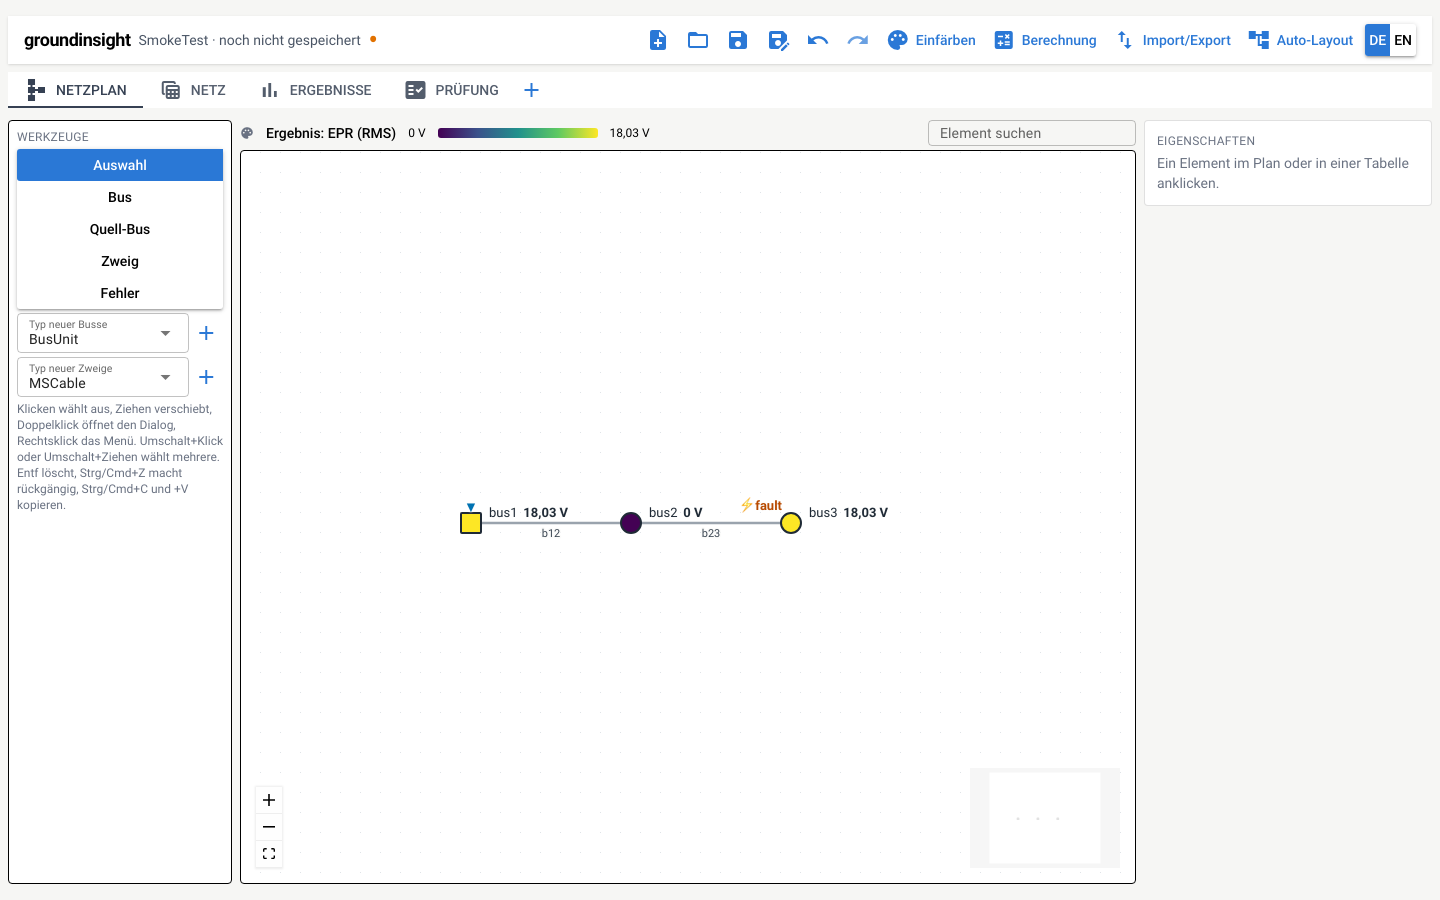 groundinsight SmokeTest · noch nicht gespeichert
Einfärben
Berechnung
Import/Export
Auto-Layout
DE EN
NETZPLAN
NETZ
ERGEBNISSE
PRÜFUNG
WERKZEUGE
Auswahl
Bus
Quell-Bus
Zweig
Fehler
Typ neuer Busse
BusUnit
Typ neuer Zweige
MSCable
Klicken wählt aus, Ziehen verschiebt,
Doppelklick öffnet den Dialog,
Rechtsklick das Menü. Umschalt+Klick
oder Umschalt+Ziehen wählt mehrere.
Entf löscht, Strg/Cmd+Z macht
rückgängig, Strg/Cmd+C und +V
kopieren.
Ergebnis: EPR (RMS) 0 V 18,03 V
Element suchen
bus1 18,03 V
b12
bus2 0 V
b23
⚡fault
bus3 18,03 V
EIGENSCHAFTEN
Ein Element im Plan oder in einer Tabelle
anklicken.